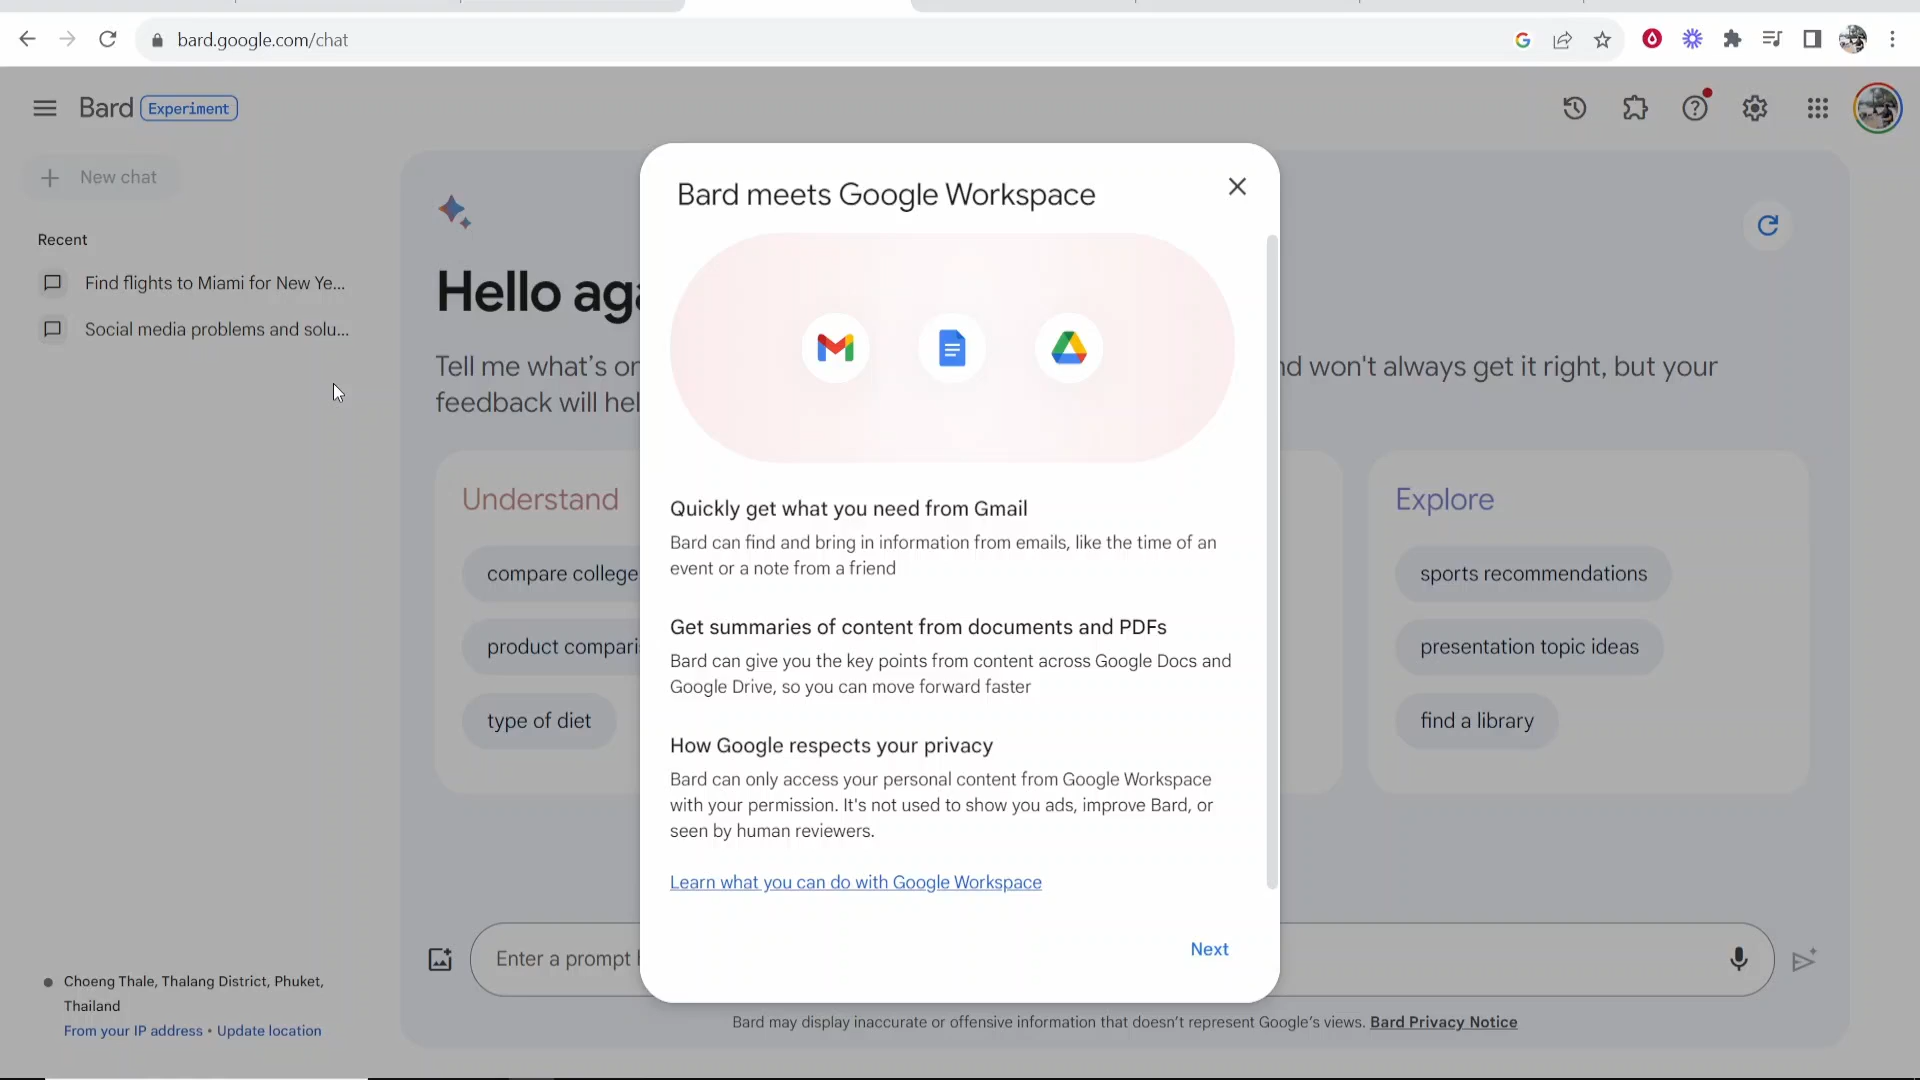 bard.google.com/chat
Bard Experiment
New chat
Recent
Find flights to Miami for New Ye...
Social media problems and solu...
Choeng Thale, Thalang District, Phuket,
Thailand
From your IP address • Update location
Hello aga
Tell me what's on
nd won't always get it right, but your
feedback will hel
Understand
compare college
product comparis
type of diet
Explore
sports recommendations
presentation topic ideas
find a library
Bard meets Google Workspace
Quickly get what you need from Gmail
Bard can find and bring in information from emails, like the time of an
event or a note from a friend
Get summaries of content from documents and PDFs
Bard can give you the key points from content across Google Docs and
Google Drive, so you can move forward faster
How Google respects your privacy
Bard can only access your personal content from Google Workspace
with your permission. It's not used to show you ads, improve Bard, or
seen by human reviewers.
Learn what you can do with Google Workspace
Next
Enter a prompt h
Bard may display inaccurate or offensive information that doesn't represent Google's views. Bard Privacy Notice